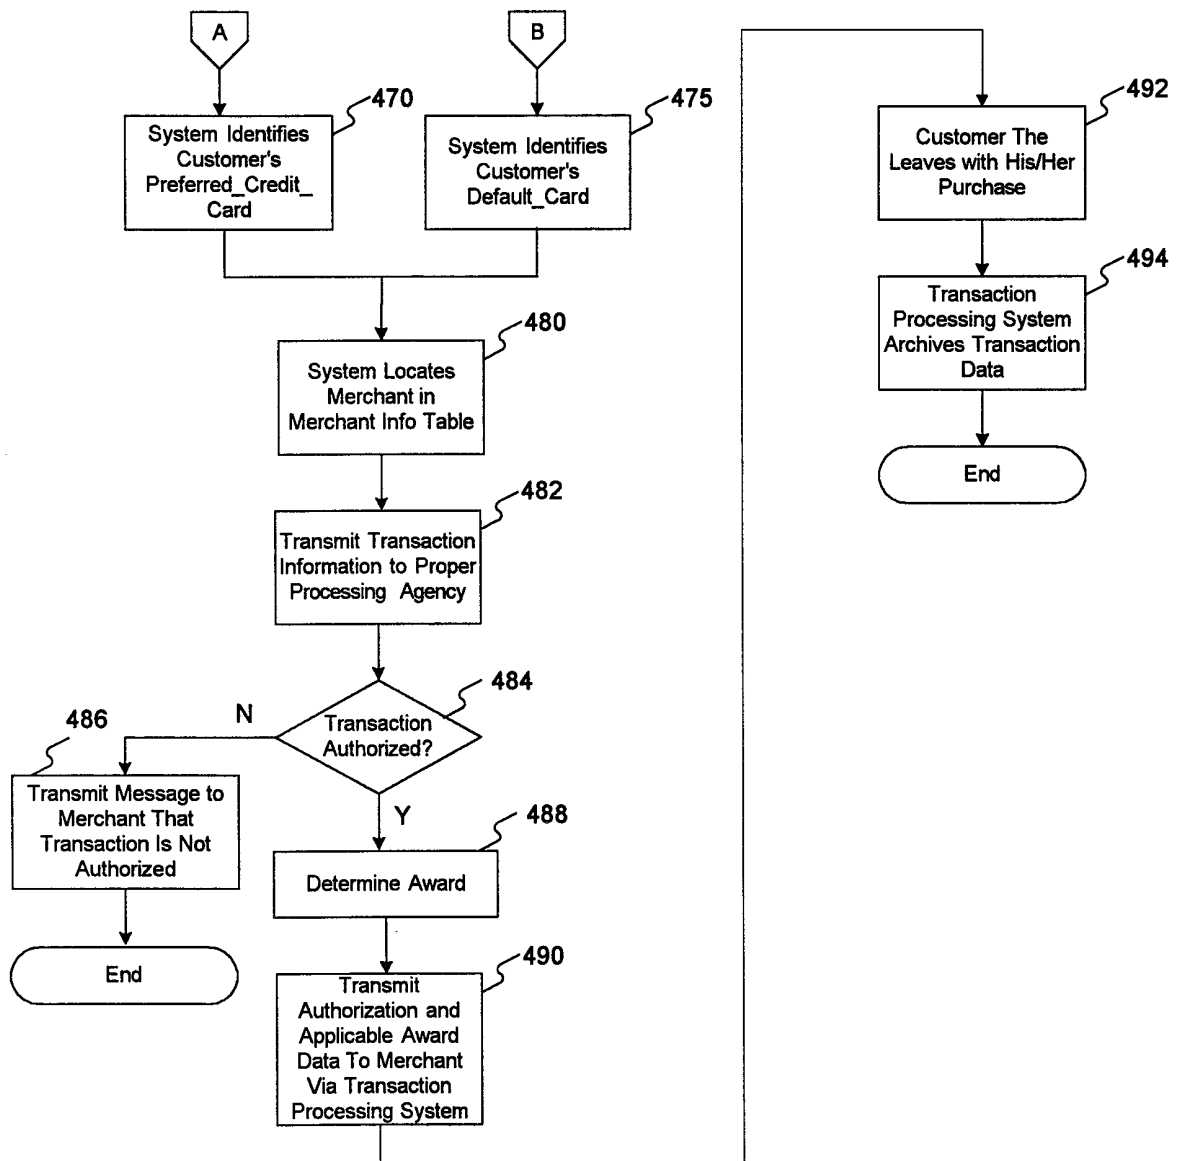 A
470
System Identifies
Customer's
Preferred_Credit_
Card
B
475
System Identifies
Customer's
Default_Card
480
System Locates
Merchant in
Merchant Info Table
482
Transmit Transaction
Information to Proper
Processing Agency
484
Transaction
Authorized?
N
486
Transmit Message to
Merchant That
Transaction Is Not
Authorized
End
Y
488
Determine Award
490
Transmit
Authorization and
Applicable Award
Data To Merchant
Via Transaction
Processing System
492
Customer The
Leaves with His/Her
Purchase
494
Transaction
Processing System
Archives Transaction
Data
End